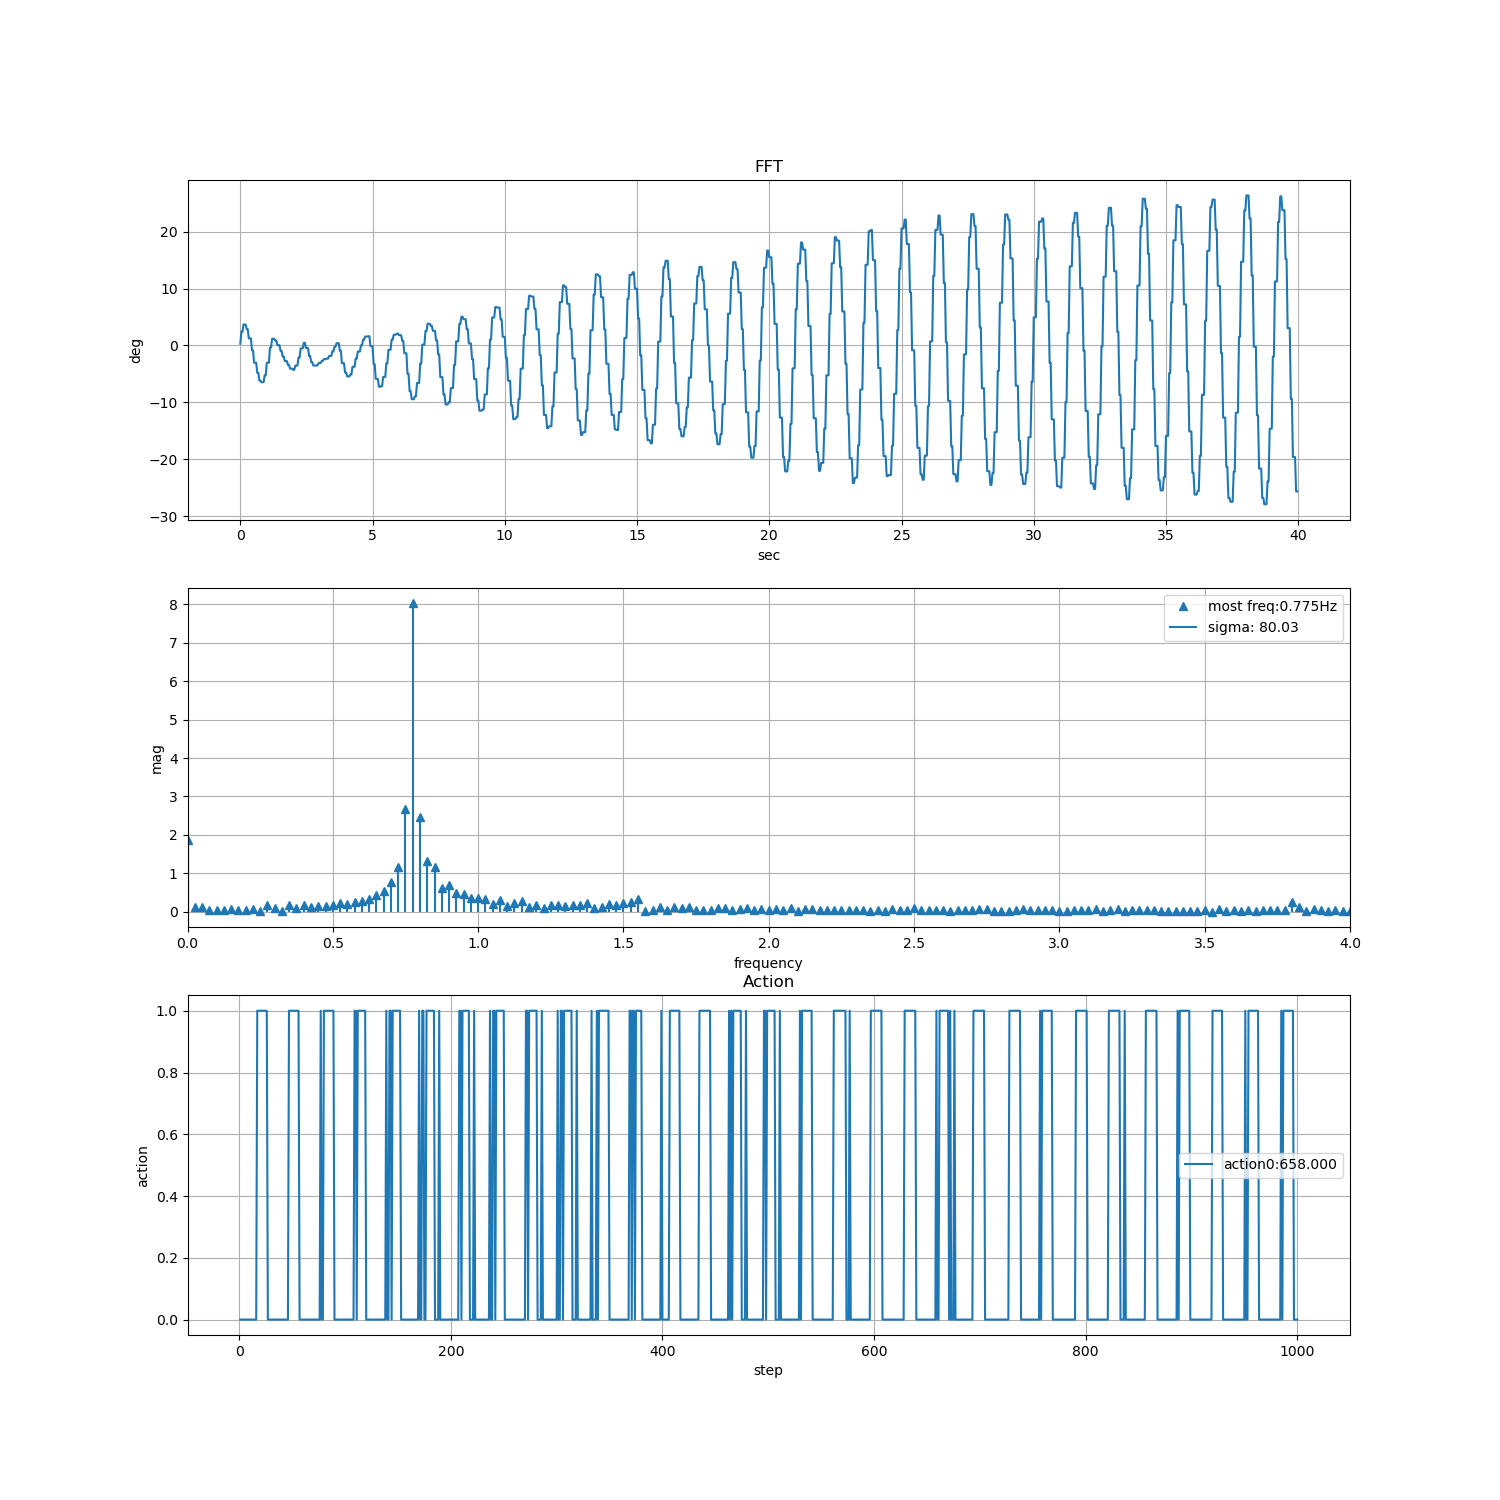 FFT
20
10
0
−10
−20
−30
deg
0 5 10 15 20 25 30 35 40
sec
8
7
6
5
4
3
2
1
0
mag
most freq:0.775Hz
sigma: 80.03
0.0 0.5 1.0 1.5 2.0 2.5 3.0 3.5 4.0
frequency
Action
1.0
0.8
0.6
0.4
0.2
0.0
action
action0:658.000
0 200 400 600 800 1000
step